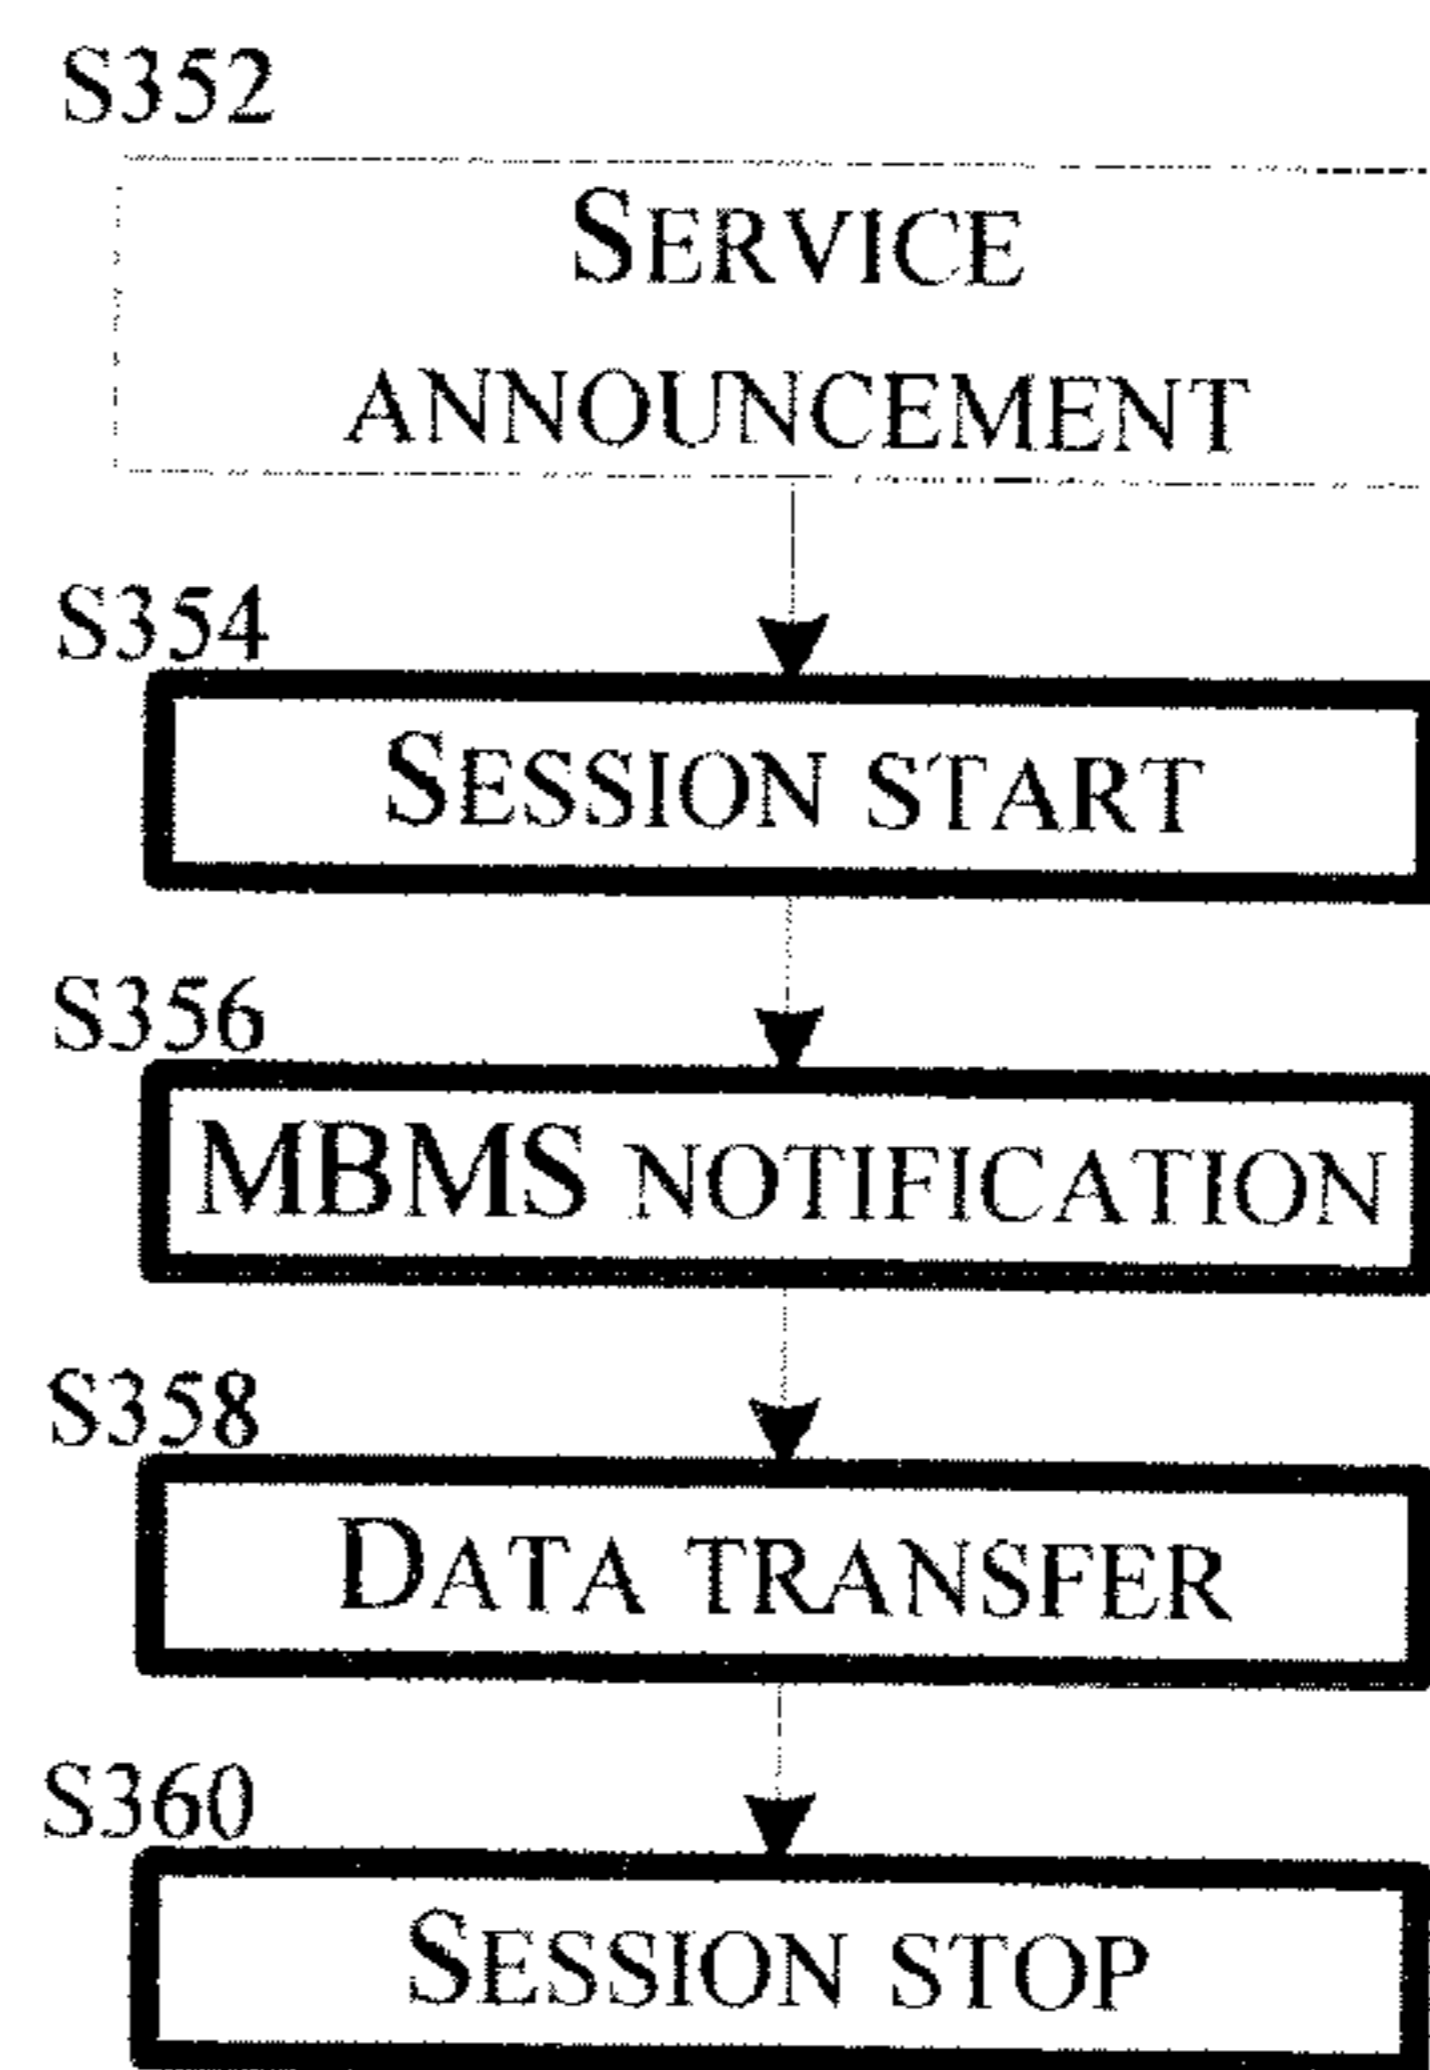 S352
SERVICE
ANNOUNCEMENT
S354
SESSION START
S356
MBMS NOTIFICATION
S358
DATA TRANSFER
S360
SESSION STOP